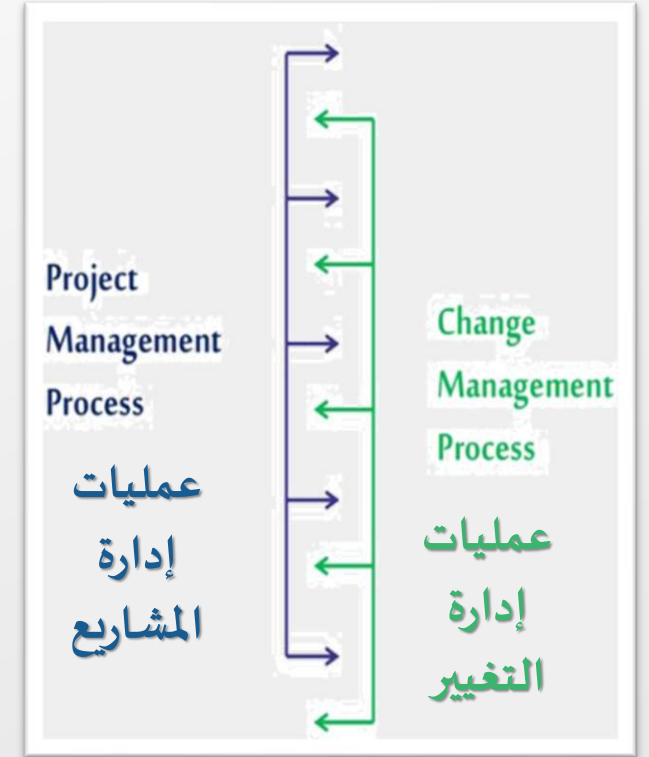 Project
Management
Process
عمليات
إدارة
المشاريع
Change
Management
Process
عمليات
إدارة
التغيير